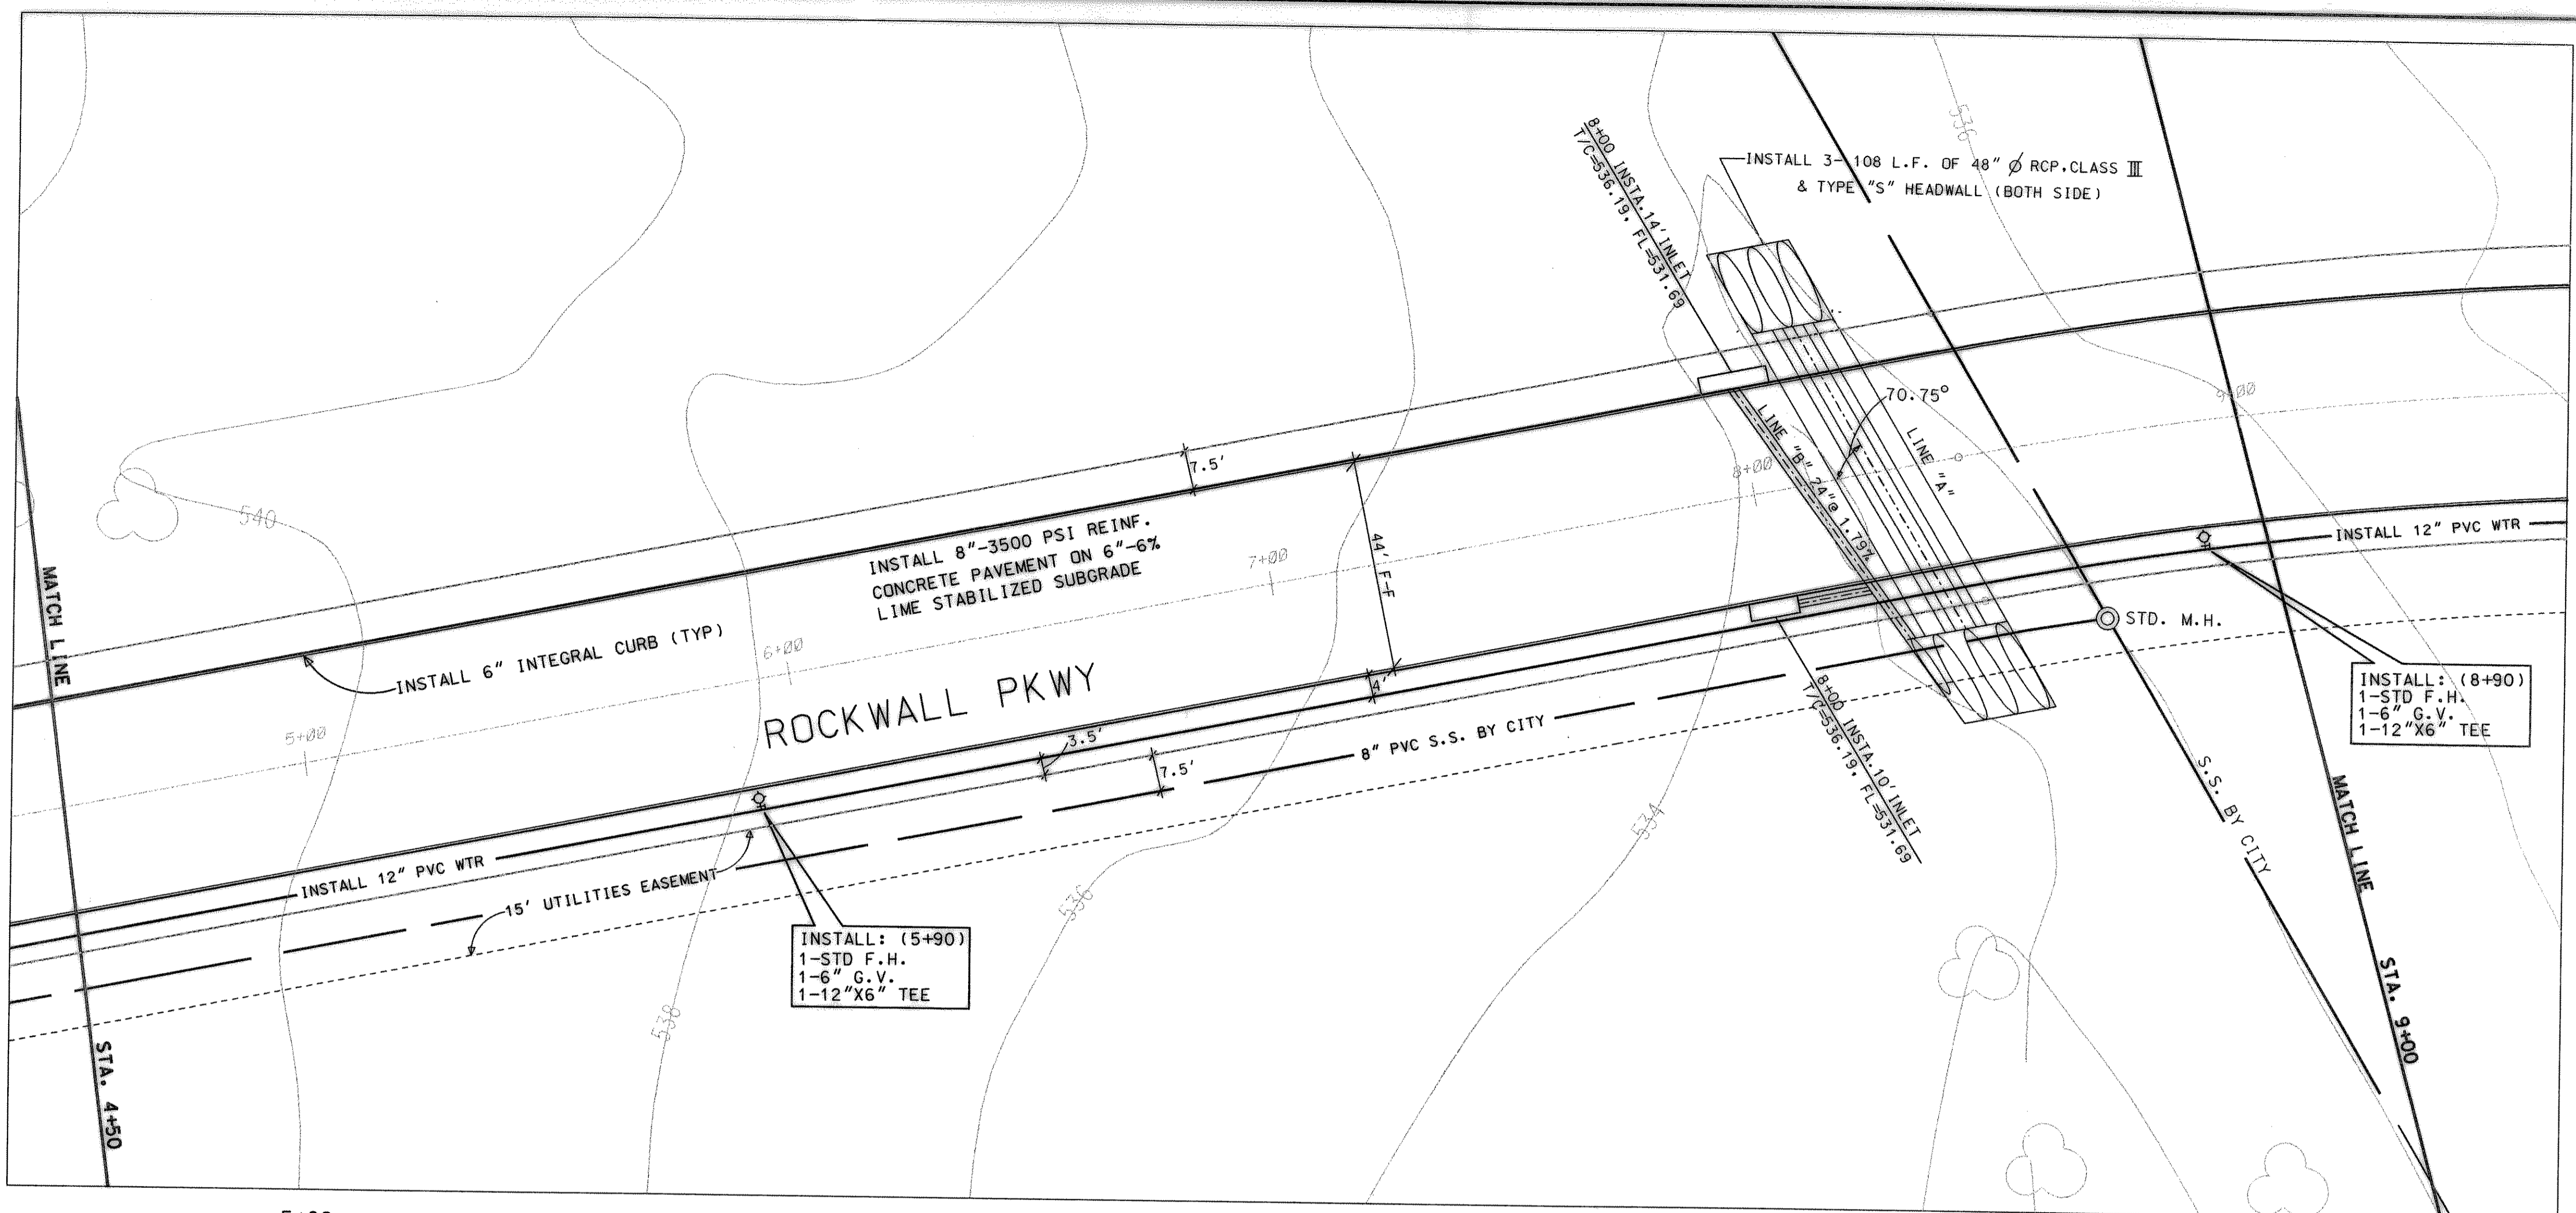 536
INSTALL 3-108 L.F. OF 48" Ø RCP.CLASS III
& TYPE "S" HEADWALL (BOTH SIDE)
8+00 INSTA.14' INLET
T/C=536.19, FL=531.69
70.75°
9+00
LINE "A"
LINE "B" 24"@ 1.79%
8+00
7.5'
44' F-F
540
INSTALL 8"-3500 PSI REINF.
CONCRETE PAVEMENT ON 6"-6%
LIME STABILIZED SUBGRADE
7+00
INSTALL 12" PVC WTR
MATCH LINE
INSTALL 6" INTEGRAL CURB (TYP)
6+00
STD. M.H.
ROCKWALL PKWY
4'
5+00
3.5'
7.5'
8" PVC S.S. BY CITY
8+00 INSTA.10' INLET
T/C=536.19, FL=531.69
INSTALL: (8+90)
1-STD F.H.
1-6" G.V.
1-12"X6" TEE
S.S. BY CITY
MATCH LINE
534
INSTALL 12" PVC WTR
15' UTILITIES EASEMENT
536
INSTALL: (5+90)
1-STD F.H.
1-6" G.V.
1-12"X6" TEE
538
STA. 9+00
STA. 4+50